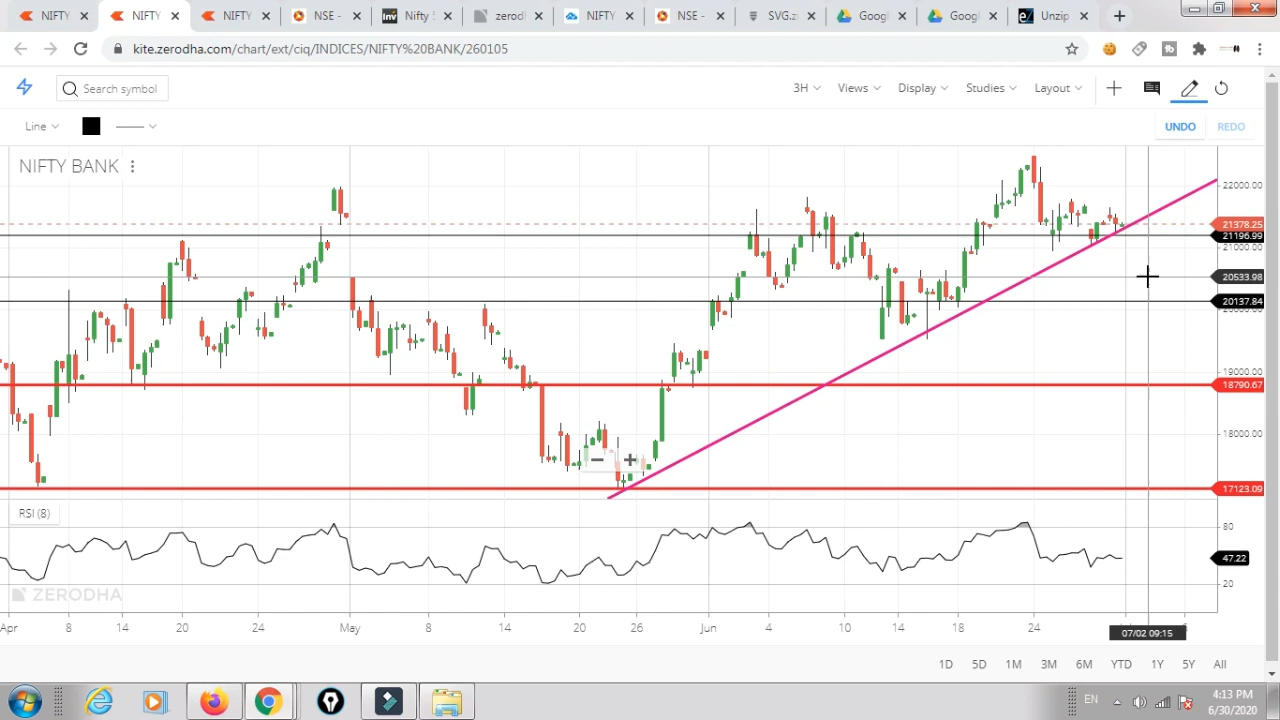 NIFTY
NIFTY
NIFTY
NSE -
Nifty 5
zerod
NIFTY
NSE -
SVG.z
Googl
Googl
Unzip
kite.zerodha.com/chart/ext/ciq/INDICES/NIFTY%20BANK/260105
Search symbol
3H
Views
Display
Studies
Layout
Line
UNDO
REDO
NIFTY BANK
22000.00
21378.25
21196.99
21000.00
20533.98
20137.84
19000.00
18790.67
18000.00
17123.09
RSI (8)
80
47.22
20
ZERODHA
Apr 8 14 20 24 May 8 14 20 26 Jun 4 10 14 18 24
07/02 09:15
1D 5D 1M 3M 6M YTD 1Y 5Y All
EN
4:13 PM
6/30/2020